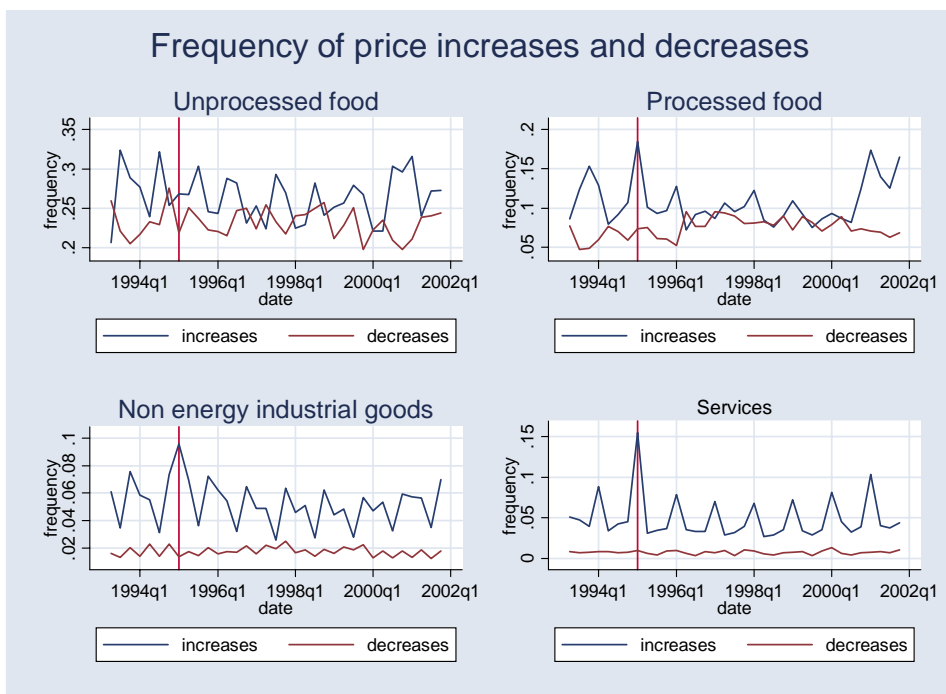 Frequency of price increases and decreases
Unprocessed food
frequency
.2 .25 .3 .35
1994q1 1996q1 1998q1 2000q1 2002q1
date
increases decreases
Processed food
frequency
.05 .1 .15 .2
1994q1 1996q1 1998q1 2000q1 2002q1
date
increases decreases
Non energy industrial goods
frequency
.02 .04 .06 .08 .1
1994q1 1996q1 1998q1 2000q1 2002q1
date
increases decreases
Services
frequency
0 .05 .1 .15
1994q1 1996q1 1998q1 2000q1 2002q1
date
increases decreases